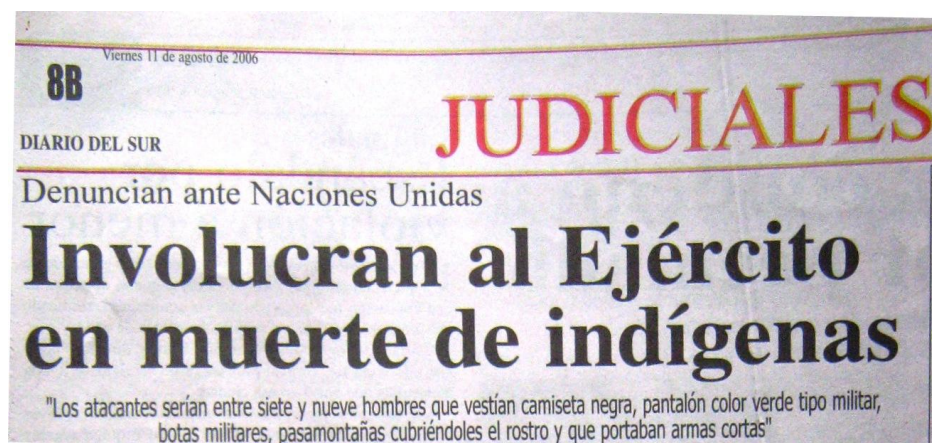 Viernes 11 de agosto de 2006
8B
JUDICIALES
DIARIO DEL SUR
Denuncian ante Naciones Unidas
Involucran al Ejército
en muerte de indígenas
"Los atacantes serían entre siete y nueve hombres que vestían camiseta negra, pantalón color verde tipo militar,
botas militares, pasamontañas cubriéndoles el rostro y que portaban armas cortas"